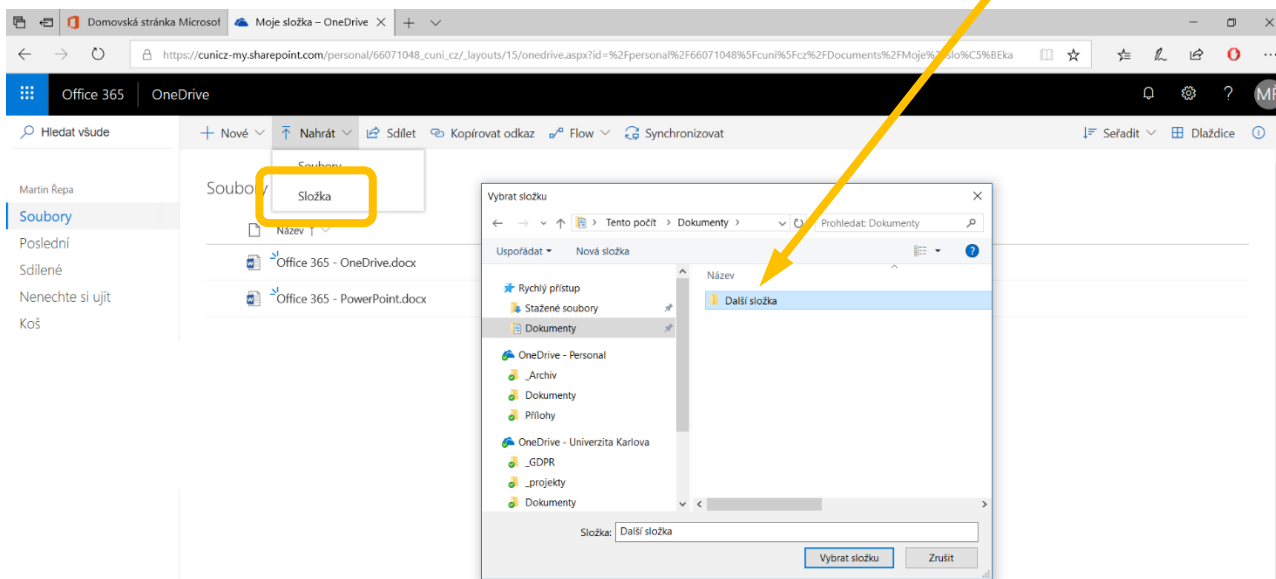 Domovská stránka Microsof
Moje složka – OneDrive
https://cunicz-my.sharepoint.com/personal/66071048_cuni_cz/_layouts/15/onedrive.aspx?id=%2Fpersonal%2F66071048%5Fcuni%5Fcz%2FDocuments%2FMoje%
lo%C5%BEka
Office 365
OneDrive
?
Hledat všude
Nové
Nahrát
Sdílet
Kopírovat odkaz
Flow
Synchronizovat
Seřadit
Dlaždice
Soubory
Složka
Martin Řepa
Soubory
Poslední
Sdílené
Nenechte si ujít
Koš
Soubory
Název ↑
Office 365 - OneDrive.docx
Office 365 - PowerPoint.docx
Vybrat složku
Tento počít > Dokumenty >
Prohledat: Dokumenty
Uspořádat
Nová složka
Rychlý přístup
Stažené soubory
Dokumenty
OneDrive - Personal
_Archiv
Dokumenty
Přílohy
OneDrive - Univerzita Karlova
_GDPR
_projekty
Dokumenty
Název
Další složka
Složka: Další složka
Vybrat složku
Zrušit